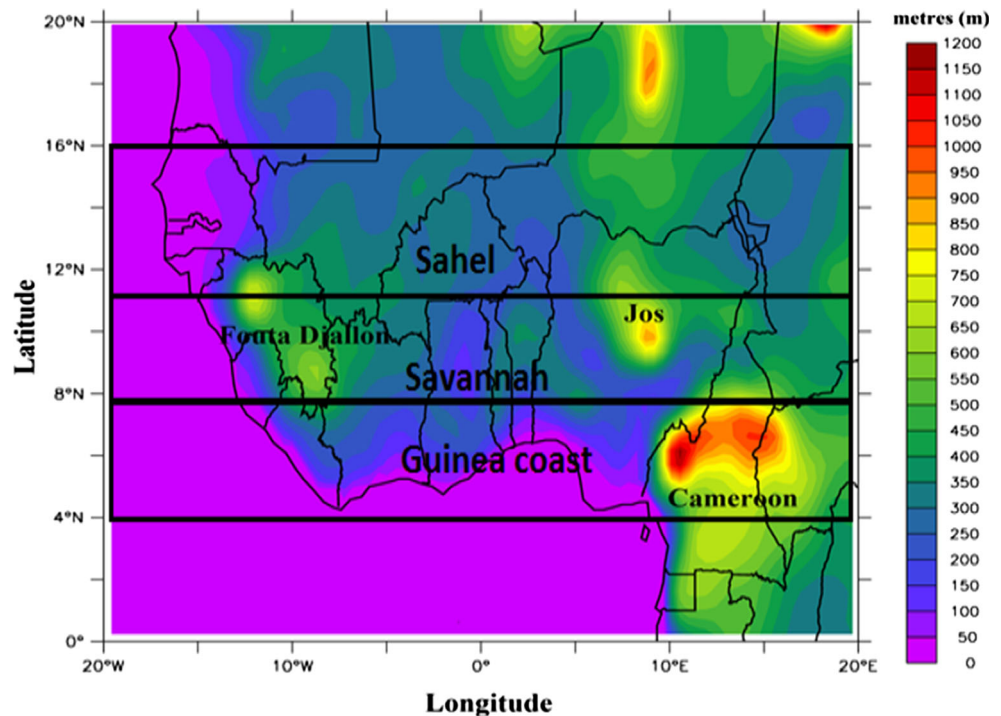 metres (m)
20°N
16°N
12°N
8°N
4°N
0°
Latitude
Sahel
Jos
Fouta Djallon
Savannah
Guinea coast
Cameroon
20°W
10°W
0°
10°E
20°E
Longitude
1200
1150
1100
1050
1000
950
900
850
800
750
700
650
600
550
500
450
400
350
300
250
200
150
100
50
0